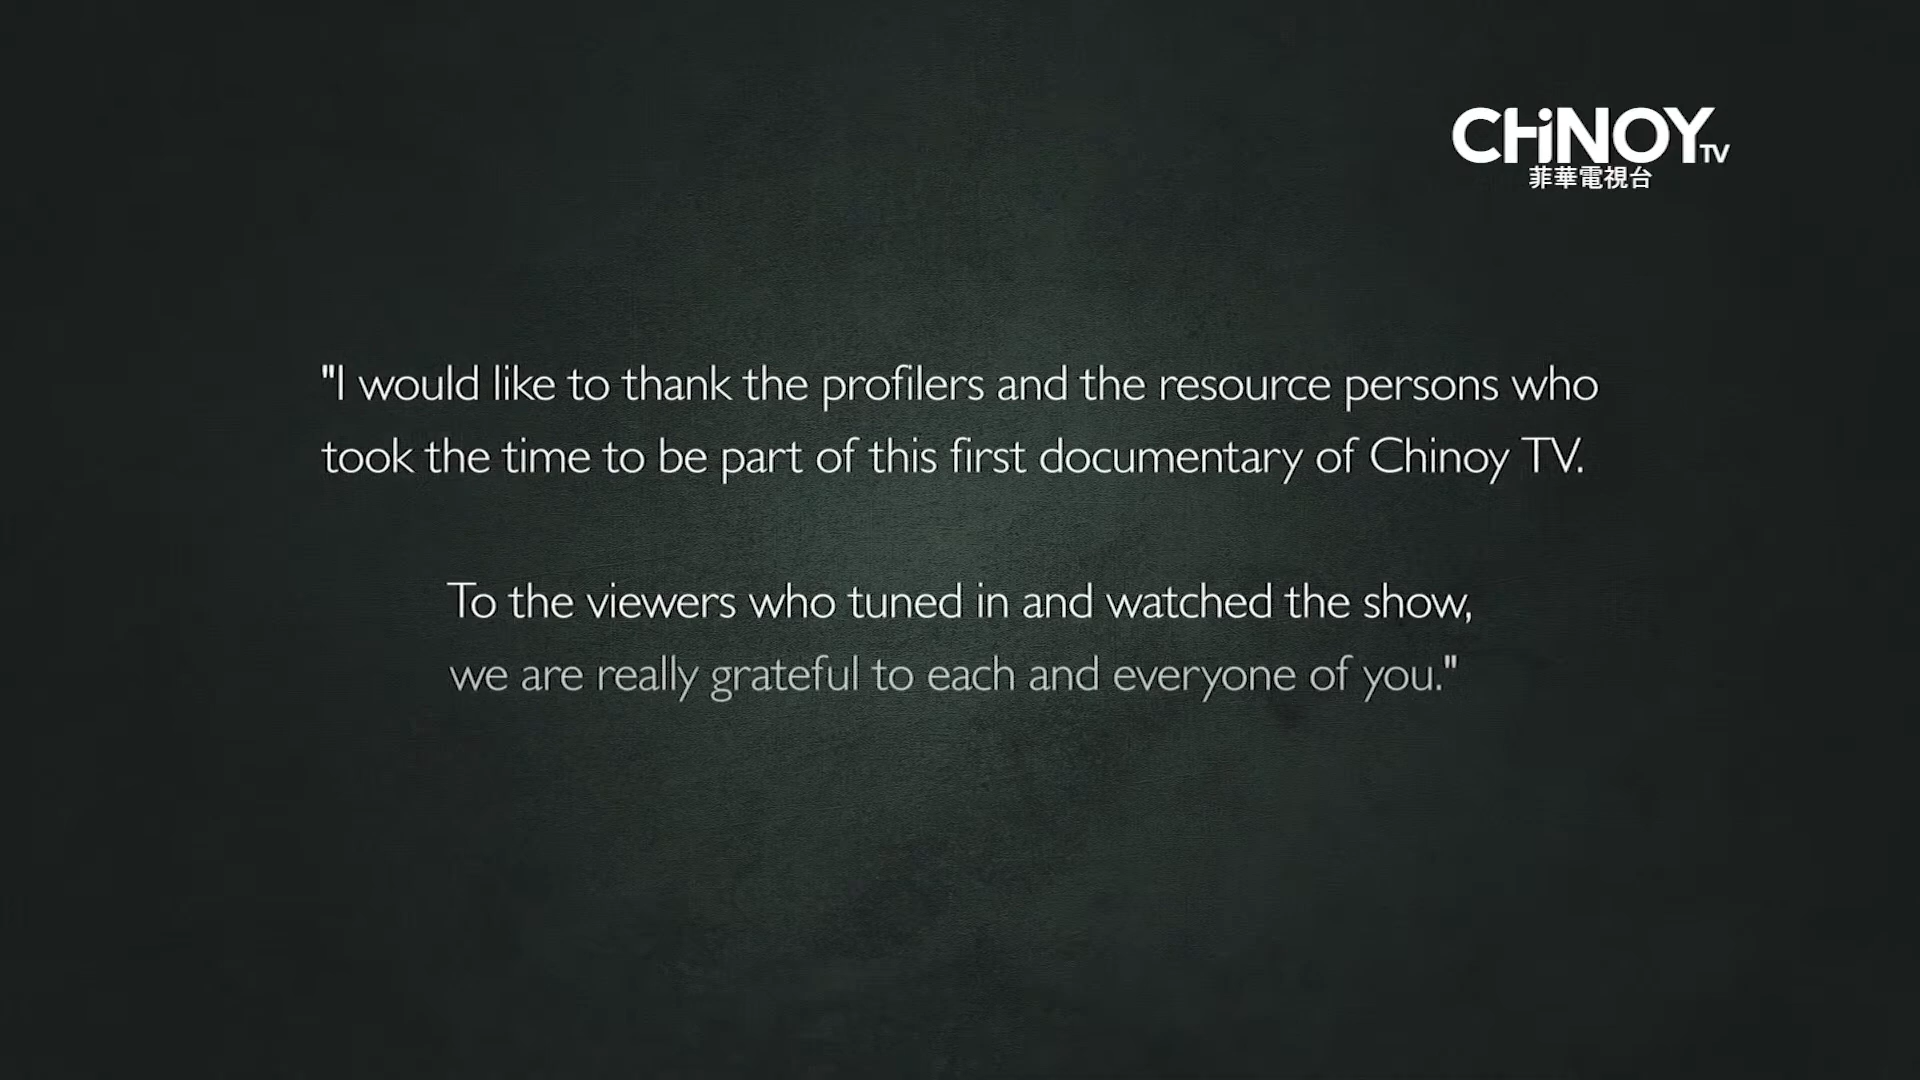 CHiNOY TV
菲華電視台
"I would like to thank the profilers and the resource persons who
took the time to be part of this first documentary of Chinoy TV.
To the viewers who tuned in and watched the show,
we are really grateful to each and everyone of you."